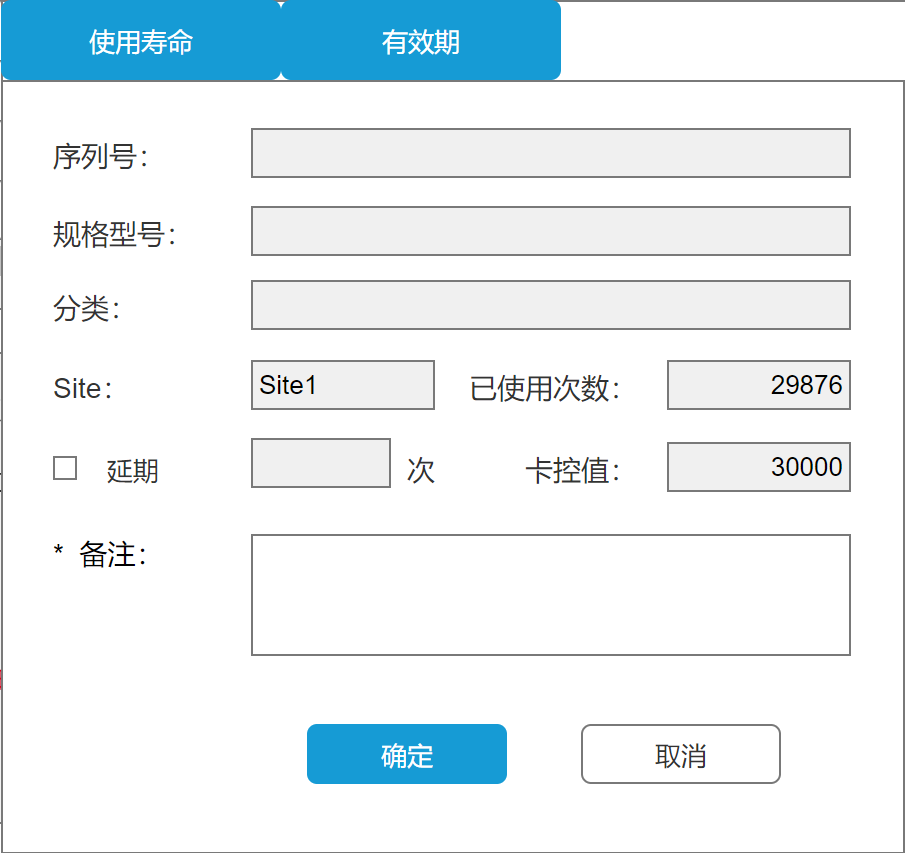 使用寿命 有效期
序列号：
规格型号：
分类：
Site： Site1 已使用次数： 29876
延期 次 卡控值： 30000
* 备注：
确定 取消